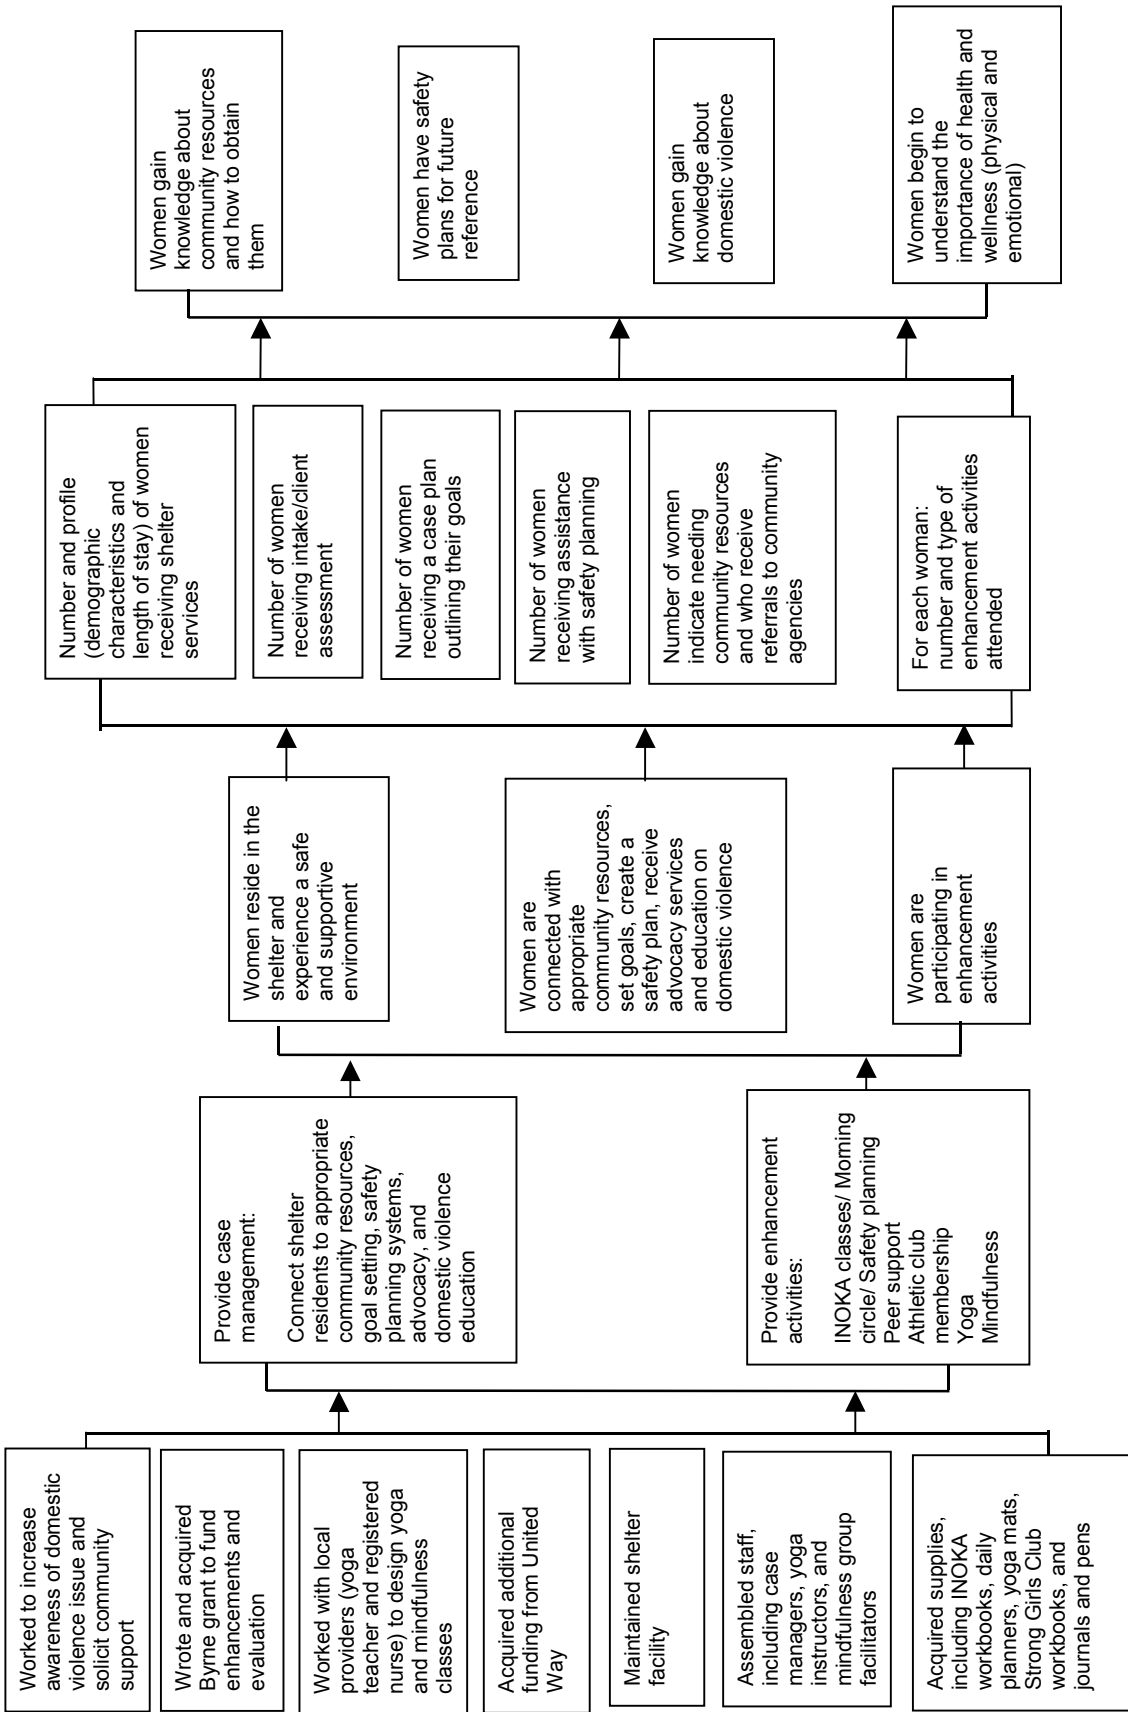 Worked to increase
awareness of domestic
violence issue and
solicit community
support
Wrote and acquired
Byrne grant to fund
enhancements and
evaluation
Worked with local
providers (yoga
teacher and registered
nurse) to design yoga
and mindfulness
classes
Acquired additional
funding from United
Way
Maintained shelter
facility
Assembled staff,
including case
managers, yoga
instructors, and
mindfulness group
facilitators
Acquired supplies,
including INOKA
workbooks, daily
planners, yoga mats,
Strong Girls Club
workbooks, and
journals and pens
Provide case
management:
Connect shelter
residents to appropriate
community resources,
goal setting, safety
planning systems,
advocacy, and
domestic violence
education
Provide enhancement
activities:
INOKA classes/ Morning
circle/ Safety planning
Peer support
Athletic club
membership
Yoga
Mindfulness
Women reside in the
shelter and
experience a safe
and supportive
environment
Women are
connected with
appropriate
community resources,
set goals, create a
safety plan, receive
advocacy services
and education on
domestic violence
Women are
participating in
enhancement
activities
Number and profile
(demographic
characteristics and
length of stay) of women
receiving shelter
services
Number of women
receiving intake/client
assessment
Number of women
receiving a case plan
outlining their goals
Number of women
receiving assistance
with safety planning
Number of women
indicate needing
community resources
and who receive
referrals to community
agencies
For each woman:
number and type of
enhancement activities
attended
Women gain
knowledge about
community resources
and how to obtain
them
Women have safety
plans for future
reference
Women gain
knowledge about
domestic violence
Women begin to
understand the
importance of health and
wellness (physical and
emotional)